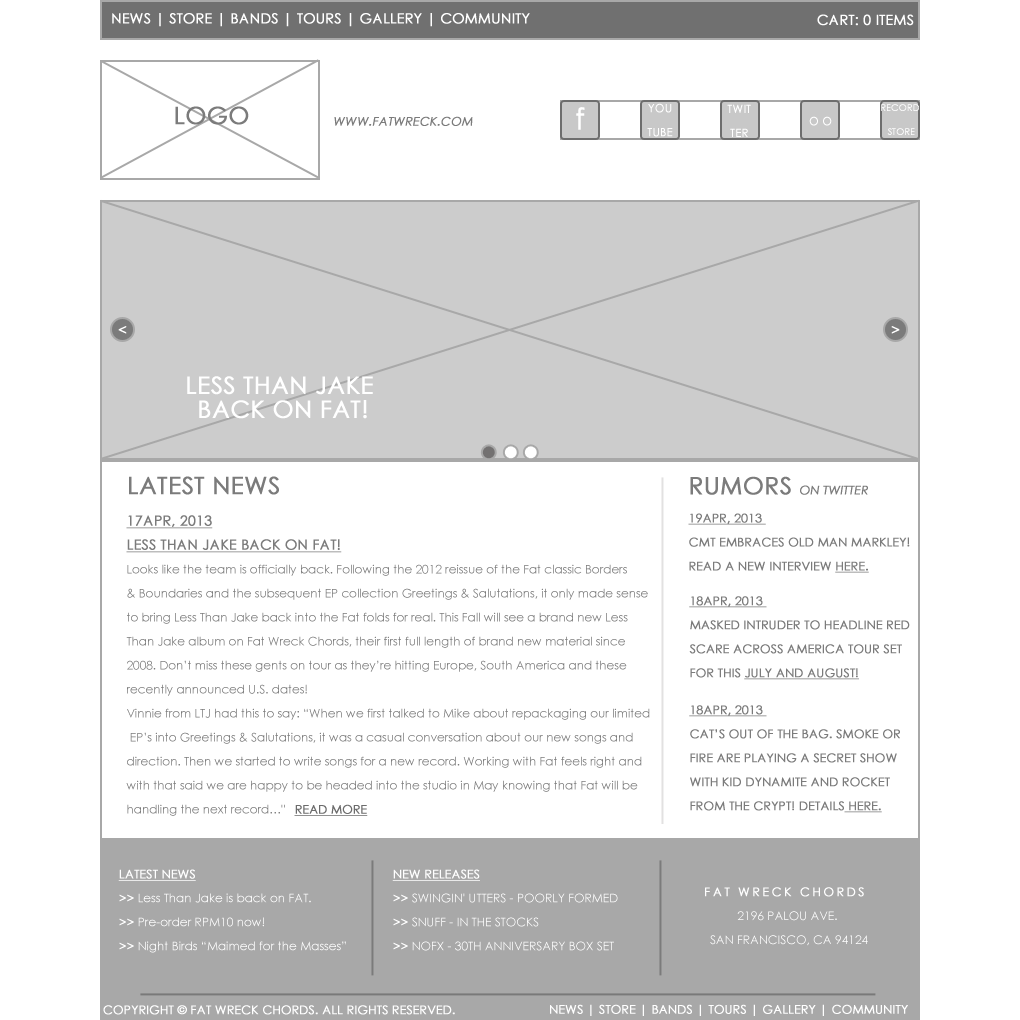 NEWS | STORE | BANDS | TOURS | GALLERY | COMMUNITY
CART: 0 ITEMS
LOGO
WWW.FATWRECK.COM
f
YOU
TUBE
TWIT
TER
O O
RECORD
STORE
<
>
LESS THAN JAKE
BACK ON FAT!
LATEST NEWS
17APR, 2013
LESS THAN JAKE BACK ON FAT!
Looks like the team is officially back. Following the 2012 reissue of the Fat classic Borders
& Boundaries and the subsequent EP collection Greetings & Salutations, it only made sense
to bring Less Than Jake back into the Fat folds for real. This Fall will see a brand new Less
Than Jake album on Fat Wreck Chords, their first full length of brand new material since
2008. Don't miss these gents on tour as they're hitting Europe, South America and these
recently announced U.S. dates!
Vinnie from LTJ had this to say: "When we first talked to Mike about repackaging our limited
EP's into Greetings & Salutations, it was a casual conversation about our new songs and
direction. Then we started to write songs for a new record. Working with Fat feels right and
with that said we are happy to be headed into the studio in May knowing that Fat will be
handling the next record…" READ MORE
RUMORS ON TWITTER
19APR, 2013
CMT EMBRACES OLD MAN MARKLEY!
READ A NEW INTERVIEW HERE.
18APR, 2013
MASKED INTRUDER TO HEADLINE RED
SCARE ACROSS AMERICA TOUR SET
FOR THIS JULY AND AUGUST!
18APR, 2013
CAT'S OUT OF THE BAG. SMOKE OR
FIRE ARE PLAYING A SECRET SHOW
WITH KID DYNAMITE AND ROCKET
FROM THE CRYPT! DETAILS HERE.
LATEST NEWS
>> Less Than Jake is back on FAT.
>> Pre-order RPM10 now!
>> Night Birds "Maimed for the Masses"
NEW RELEASES
>> SWINGIN' UTTERS - POORLY FORMED
>> SNUFF - IN THE STOCKS
>> NOFX - 30TH ANNIVERSARY BOX SET
FAT WRECK CHORDS
2196 PALOU AVE.
SAN FRANCISCO, CA 94124
COPYRIGHT © FAT WRECK CHORDS. ALL RIGHTS RESERVED.
NEWS | STORE | BANDS | TOURS | GALLERY | COMMUNITY